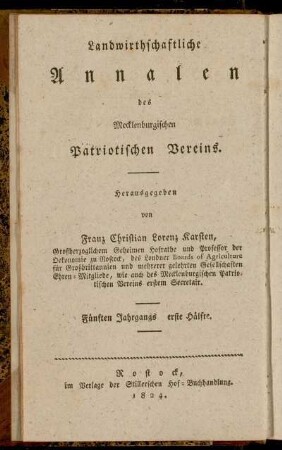 Landwirthschaftliche
Annalen
des
Mecklenburgischen
Patriotischen Vereins.
Herausgegeben
von
Franz Christian Lorenz Karsten,
Großherzoglichem Geheimen Hofrathe und Professor der
Oekonomie zu Rostock, des Londner Boards of Agriculture
für Großbrittannien und mehrerer gelehrten Gesellschaften
Ehren-Mitgliede, wie auch des Mecklenburgischen Patrio-
tischen Vereins erstem Secretair.
Fünften Jahrgangs erste Hälfte.
Rostock,
im Verlage der Stillerschen Hof-Buchhandlung.
1824.